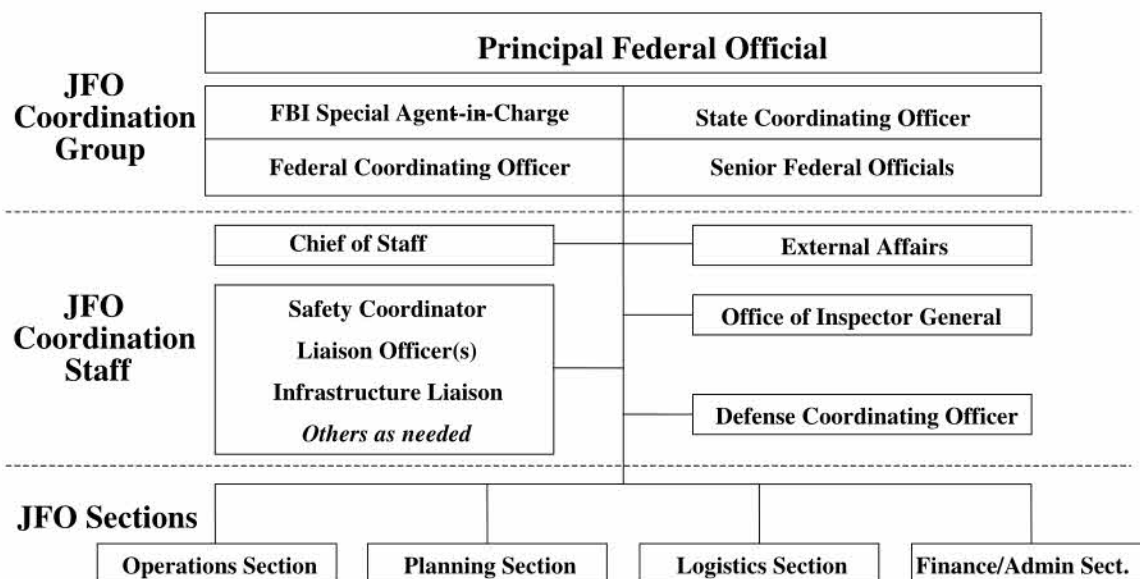 Principal Federal Official
JFO
Coordination
Group
FBI Special Agent-in-Charge
State Coordinating Officer
Federal Coordinating Officer
Senior Federal Officials
JFO
Coordination
Staff
Chief of Staff
External Affairs
Safety Coordinator
Liaison Officer(s)
Infrastructure Liaison
Others as needed
Office of Inspector General
Defense Coordinating Officer
JFO Sections
Operations Section
Planning Section
Logistics Section
Finance/Admin Sect.